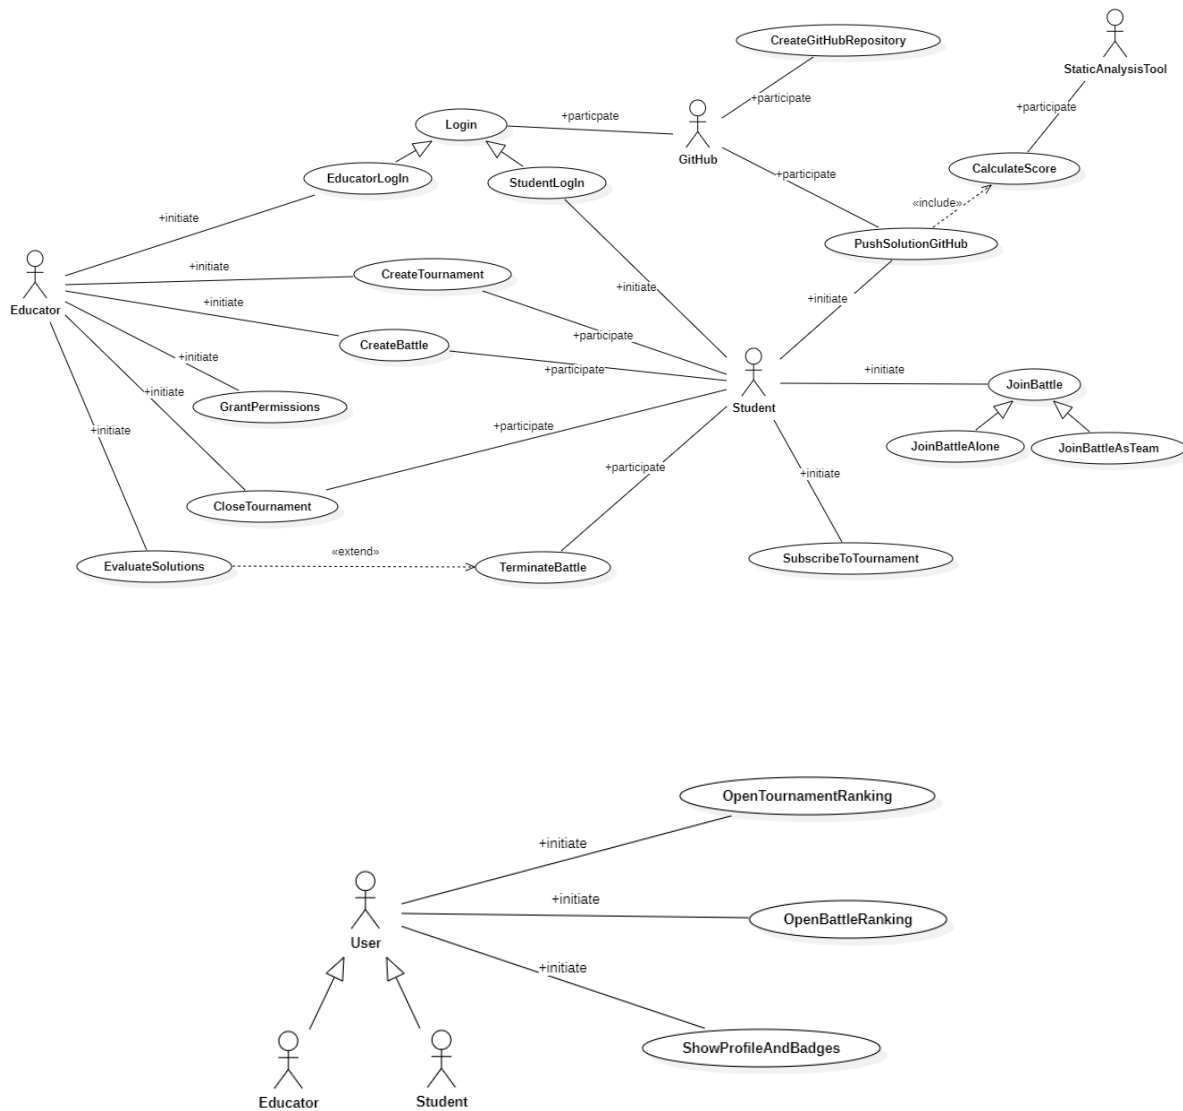 CreateGitHubRepository
StaticAnalysisTool
+participate
+participate
+particpate
Login
GitHub
CalculateScore
EducatorLogIn
StudentLogIn
+participate
«include»
+initiate
PushSolutionGitHub
Educator
+initiate
CreateTournament
+initiate
+initiate
+initiate
CreateBattle
+participate
+participate
+initiate
GrantPermissions
+initiate
Student
+initiate
JoinBattle
+initiate
+participate
JoinBattleAlone
JoinBattleAsTeam
+participate
+initiate
CloseTournament
«extend»
EvaluateSolutions
TerminateBattle
SubscribeToTournament
OpenTournamentRanking
+initiate
+initiate
OpenBattleRanking
User
+initiate
ShowProfileAndBadges
Educator
Student